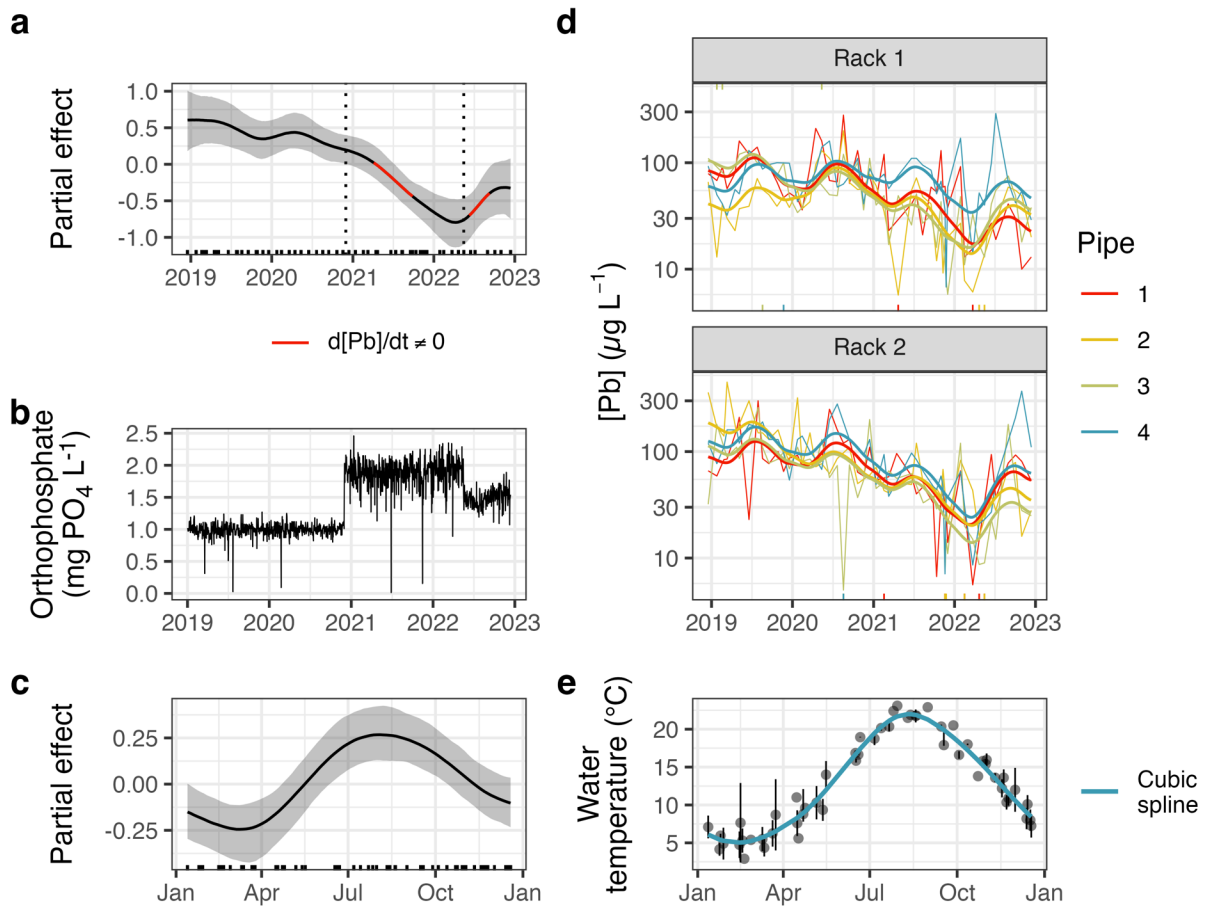 a
Partial effect
1.0
0.5
0.0
-0.5
-1.0
2019 2020 2021 2022 2023
d[Pb]/dt ≠ 0
b
Orthophosphate
(mg PO4 L-1)
2.5
2.0
1.5
1.0
0.5
0.0
2019 2020 2021 2022 2023
c
Partial effect
0.25
0.00
-0.25
Jan Apr Jul Oct Jan
d
[Pb] (µg L-1)
Rack 1
300
100
30
10
Rack 2
300
100
30
10
2019 2020 2021 2022 2023
Pipe
1
2
3
4
e
Water
temperature (°C)
20
15
10
5
Jan Apr Jul Oct Jan
Cubic
spline